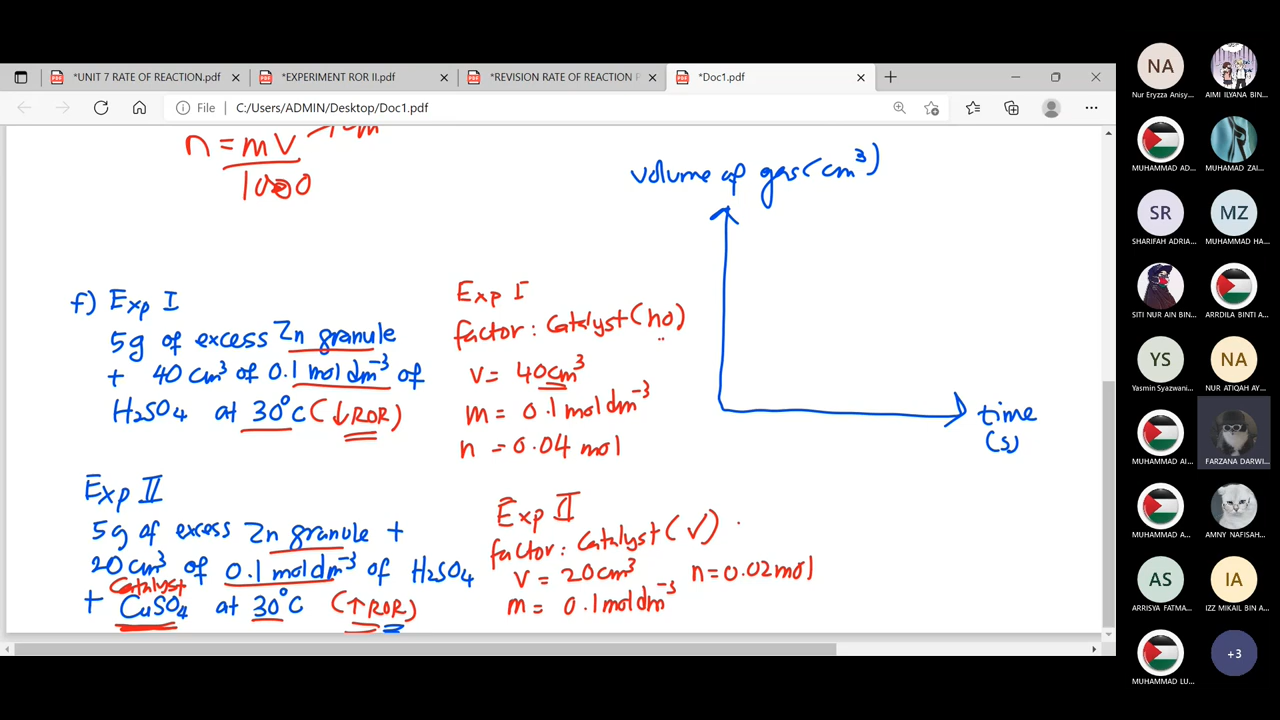 *UNIT 7 RATE OF REACTION.pdf
*EXPERIMENT ROR II.pdf
*REVISION RATE OF REACTION P
*Doc1.pdf
File
C:/Users/ADMIN/Desktop/Doc1.pdf
n = mV
1000
volume of gas (cm³)
time
(s)
f) Exp I
5g of excess Zn granule
+ 40 cm³ of 0.1 mol dm⁻³ of
H₂SO₄ at 30°C (↓ROR)
Exp I
factor : Catalyst (no)
v = 40cm³
m = 0.1 mol dm⁻³
n = 0.04 mol
Exp II
5g of excess Zn granule +
20 cm³ of 0.1 mol dm⁻³ of H₂SO₄
Catalyst
+ CuSO₄ at 30°C (↑ROR)
Exp II
factor : Catalyst (√)
v = 20cm³ n = 0.02 mol
m = 0.1 mol dm⁻³
NA
Nur Eryzza Anisy...
AIMI ILYANA BIN...
MUHAMMAD AD...
MUHAMAD ZAI...
SR
SHARIFAH ADRIA...
MZ
MUHAMMAD HA...
SITI NUR AIN BIN...
ARRDILA BINTI A...
YS
Yasmin Syazwani...
NA
NUR ATIQAH AY...
MUHAMMAD AI...
FARZANA DARWI...
MUHAMMAD A...
AMNY NAFISAH...
AS
ARRISYA FATMA...
IA
IZZ MIKAIL BIN A...
MUHAMMAD LU...
+3